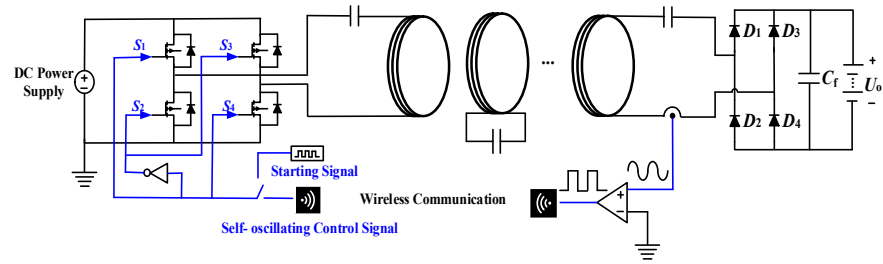 S1
S3
D1
D3
DC Power
Supply
S2
S4
...
Cf
+
Uo
−
D2
D4
Starting Signal
Wireless Communication
Self- oscillating Control Signal